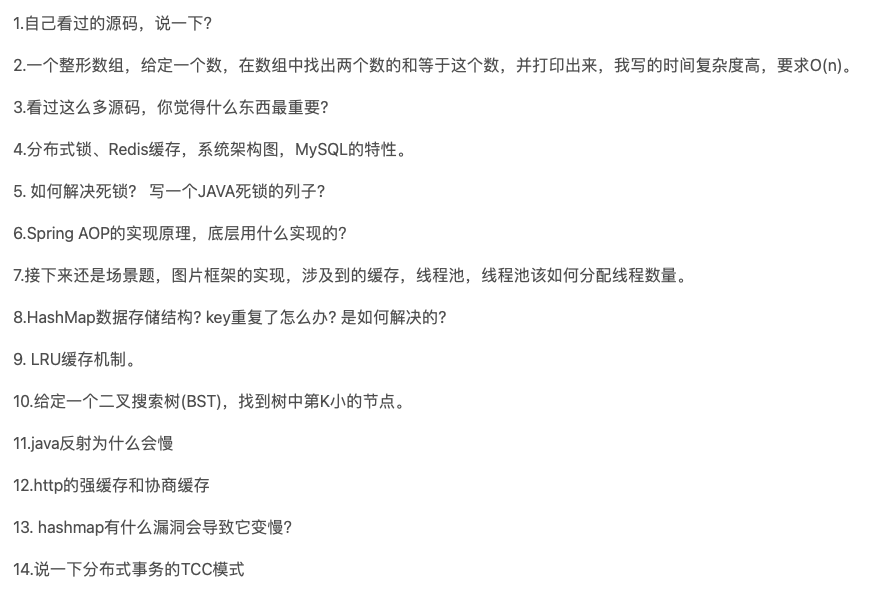 1.自己看过的源码，说一下?
2.一个整形数组，给定一个数，在数组中找出两个数的和等于这个数，并打印出来，我写的时间复杂度高，要求O(n)。
3.看过这么多源码，你觉得什么东西最重要?
4.分布式锁、Redis缓存，系统架构图，MySQL的特性。
5. 如何解决死锁?   写一个JAVA死锁的列子?
6.Spring AOP的实现原理，底层用什么实现的?
7.接下来还是场景题，图片框架的实现，涉及到的缓存，线程池，线程池该如何分配线程数量。
8.HashMap数据存储结构? key重复了怎么办? 是如何解决的?
9. LRU缓存机制。
10.给定一个二叉搜索树(BST)，找到树中第K小的节点。
11.java反射为什么会慢
12.http的强缓存和协商缓存
13. hashmap有什么漏洞会导致它变慢?
14.说一下分布式事务的TCC模式